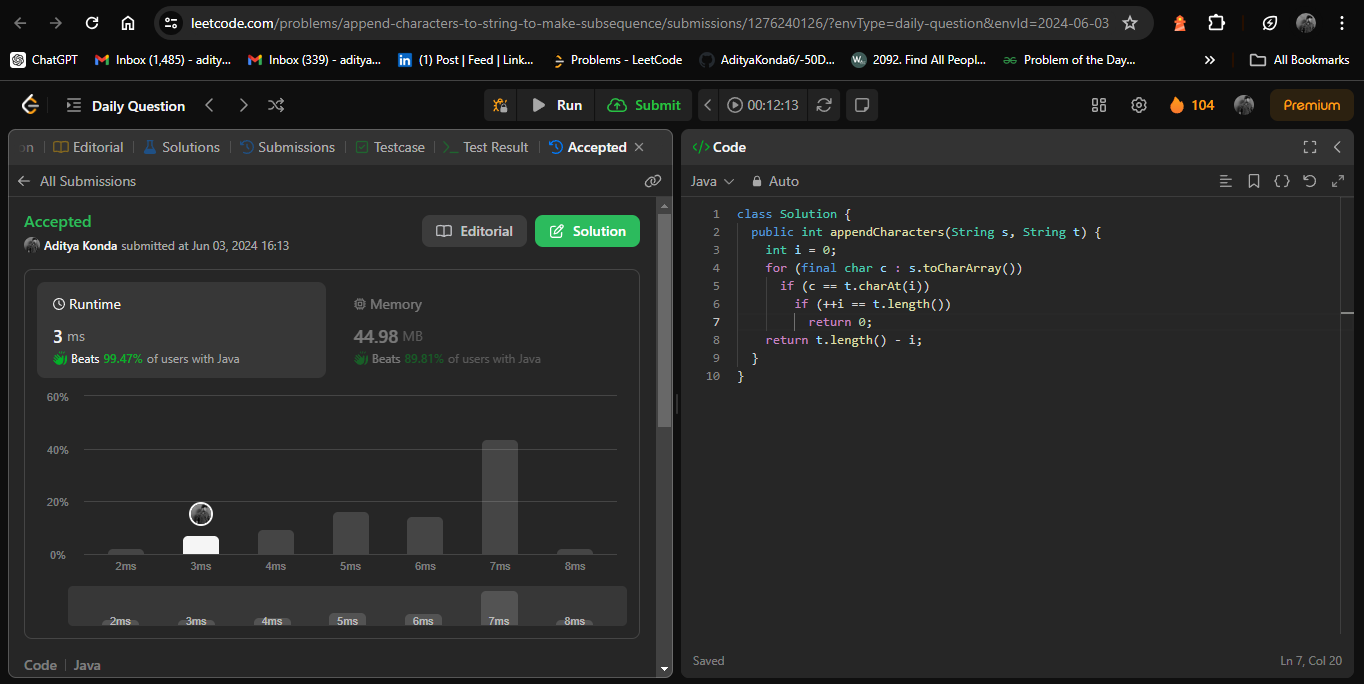 leetcode.com/problems/append-characters-to-string-to-make-subsequence/submissions/1276240126/?envType=daily-question&envId=2024-06-03
ChatGPT Inbox (1,485) - adity... Inbox (339) - aditya... (1) Post | Feed | Link... Problems - LeetCode AdityaKonda6/-50D... 2092. Find All Peopl... Problem of the Day... » All Bookmarks
Daily Question Run Submit 00:12:13 104 Premium
on Editorial Solutions Submissions Testcase Test Result Accepted
All Submissions
Accepted
Aditya Konda submitted at Jun 03, 2024 16:13
Editorial Solution
Runtime
3 ms
Beats 99.47% of users with Java
Memory
44.98 MB
Beats 89.81% of users with Java
60%
40%
20%
0%
2ms 3ms 4ms 5ms 6ms 7ms 8ms
2ms 3ms 4ms 5ms 6ms 7ms 8ms
Code | Java
</> Code
Java Auto
1 class Solution {
2 public int appendCharacters(String s, String t) {
3 int i = 0;
4 for (final char c : s.toCharArray())
5 if (c == t.charAt(i))
6 if (++i == t.length())
7 return 0;
8 return t.length() - i;
9 }
10 }
Saved Ln 7, Col 20